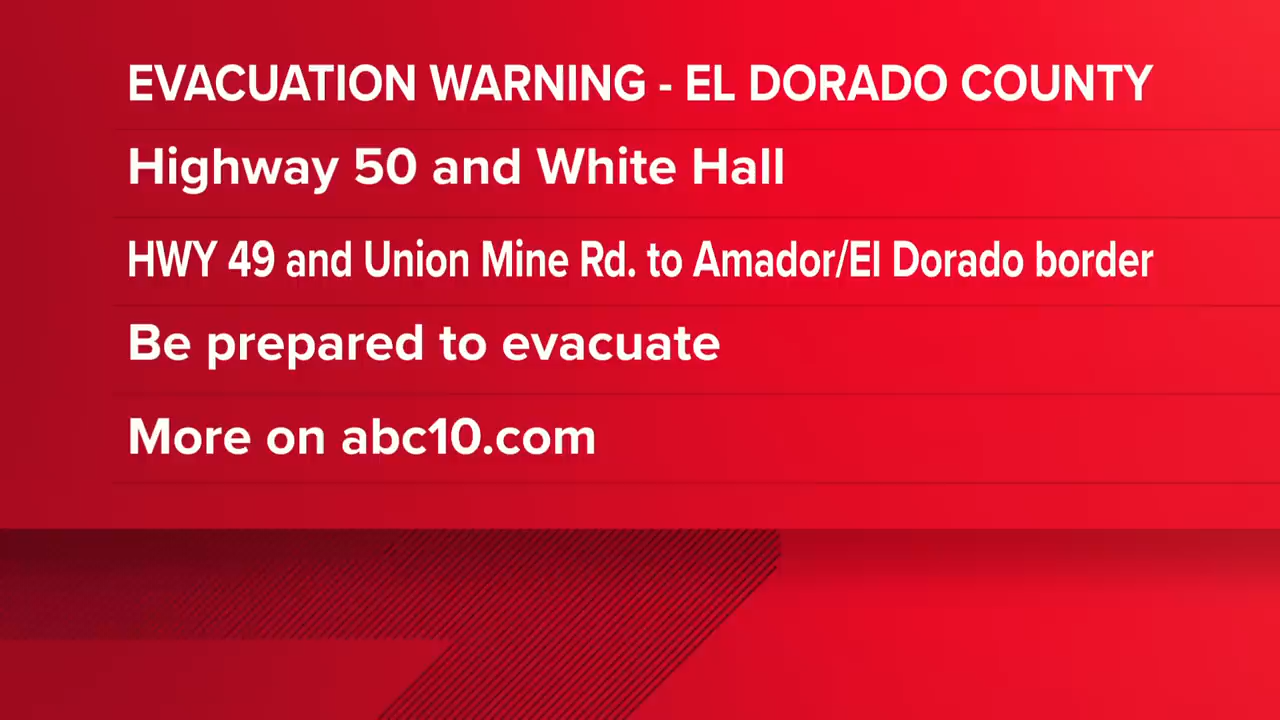 EVACUATION WARNING - EL DORADO COUNTY
Highway 50 and White Hall
HWY 49 and Union Mine Rd. to Amador/El Dorado border
Be prepared to evacuate
More on abc10.com